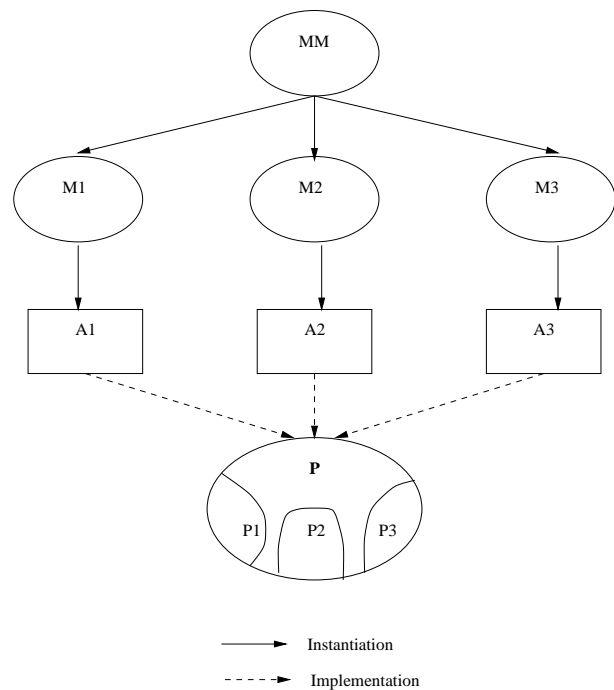 MM
M1
M2
M3
A1
A2
A3
P
P1
P2
P3
Instantiation
Implementation